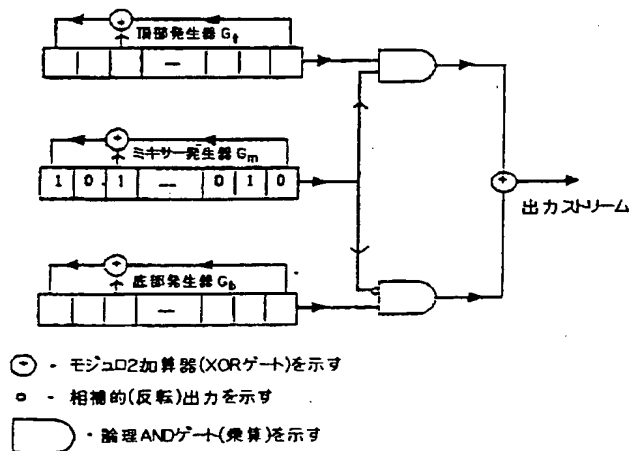 頂部発生器 Gt
ミキサー発生器 Gm
1 0 1 — 0 1 0
出力ストリーム
底部発生器 Gb
- モジュロ2加算器(XORゲート)を示す
- 相補的(反転)出力を示す
- 論理ANDゲート(乗算)を示す